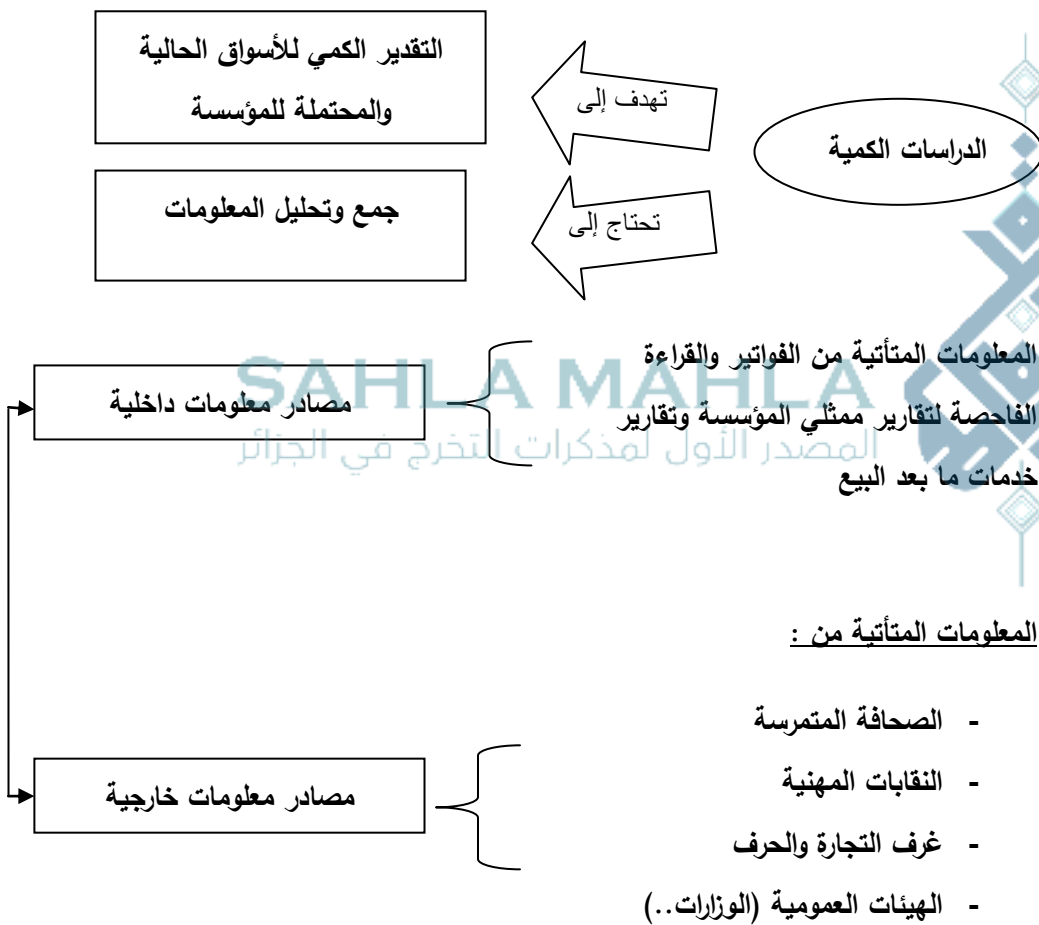 الدراسات الكمية
تهدف إلى
التقدير الكمي للأسواق الحالية
والمحتملة للمؤسسة
تحتاج إلى
جمع وتحليل المعلومات
مصادر معلومات داخلية
المعلومات المتأتية من الفواتير والقراءة
الفاحصة لتقارير ممثلي المؤسسة وتقارير
خدمات ما بعد البيع
SAHLA MAHLA
المصدر الأول لمذكرات التخرج في الجزائر
المعلومات المتأتية من :
- الصحافة المتمرسة
- النقابات المهنية
- غرف التجارة والحرف
- الهيئات العمومية (الوزارات..)
مصادر معلومات خارجية